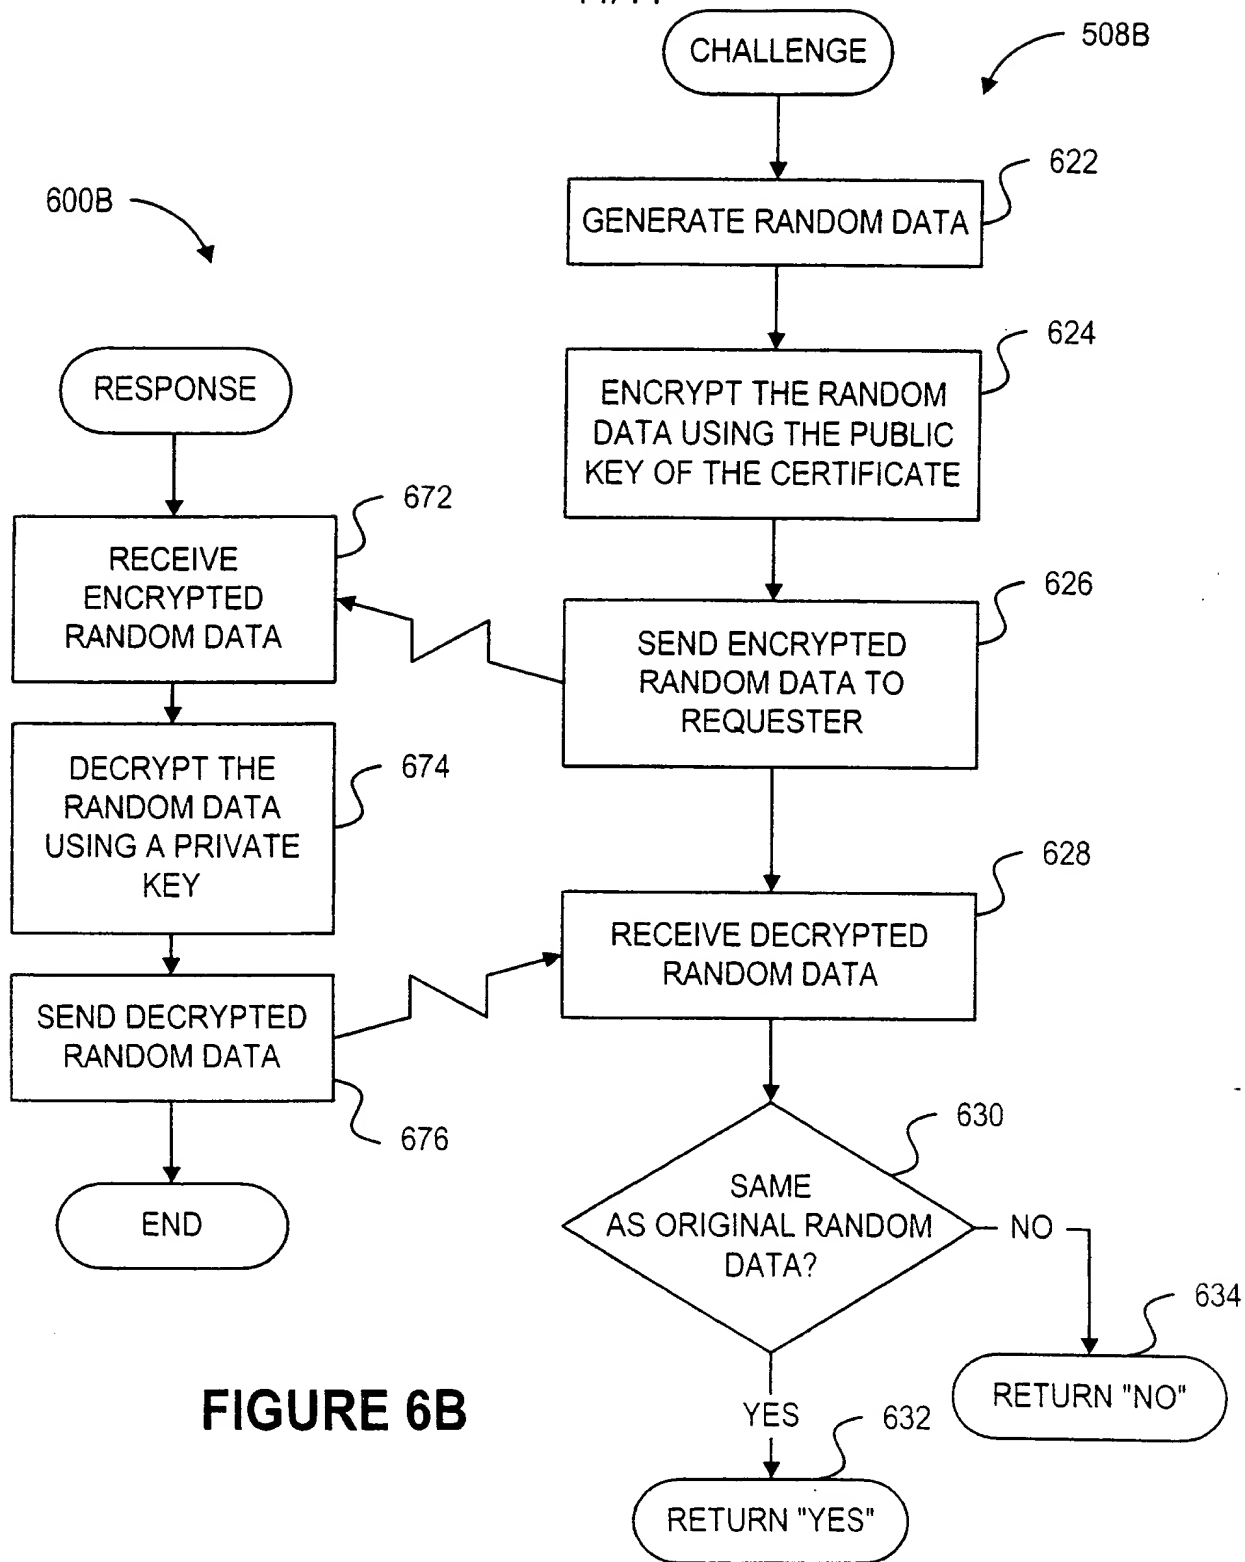 CHALLENGE
508B
622
GENERATE RANDOM DATA
600B
624
ENCRYPT THE RANDOM
DATA USING THE PUBLIC
KEY OF THE CERTIFICATE
RESPONSE
672
RECEIVE
ENCRYPTED
RANDOM DATA
626
SEND ENCRYPTED
RANDOM DATA TO
REQUESTER
DECRYPT THE
RANDOM DATA
USING A PRIVATE
KEY
674
628
RECEIVE DECRYPTED
RANDOM DATA
SEND DECRYPTED
RANDOM DATA
676
END
630
SAME
AS ORIGINAL RANDOM
DATA?
NO
634
RETURN "NO"
YES
632
RETURN "YES"
FIGURE 6B